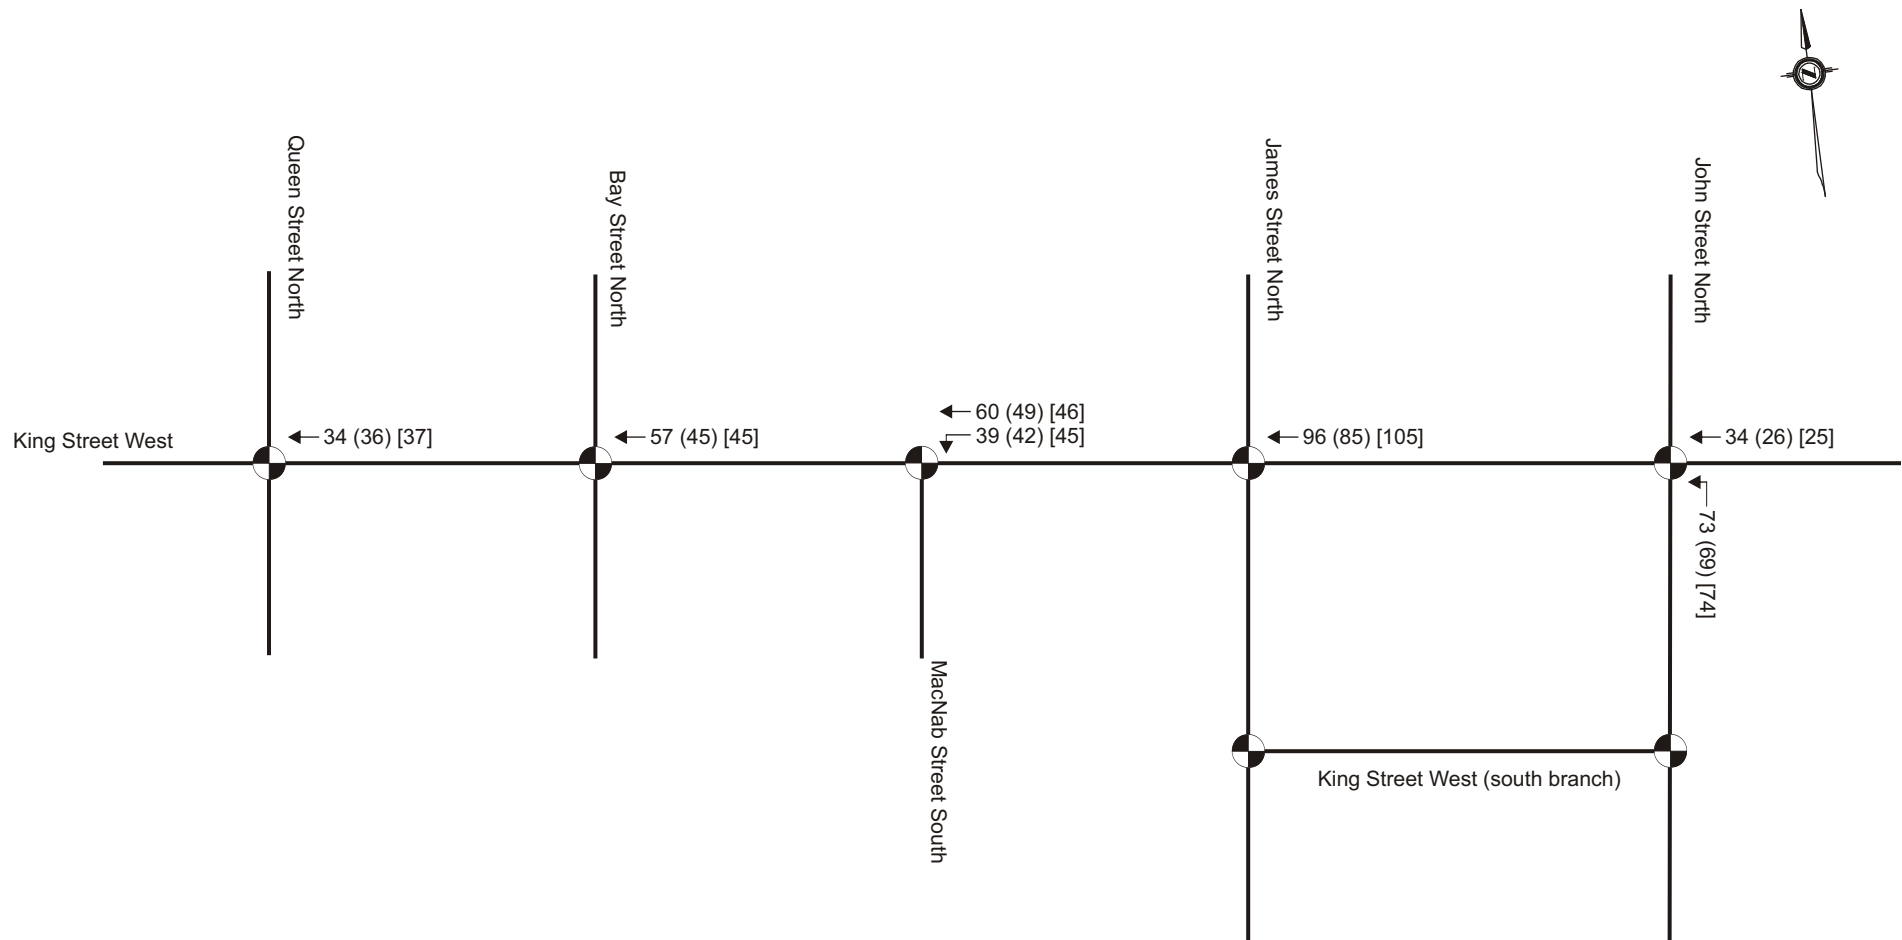 Queen Street North
Bay Street North
James Street North
John Street North
60 (49) [46]
39 (42) [45]
King Street West
34 (36) [37]
57 (45) [45]
96 (85) [105]
34 (26) [25]
73 (69) [74]
MacNab Street South
King Street West (south branch)